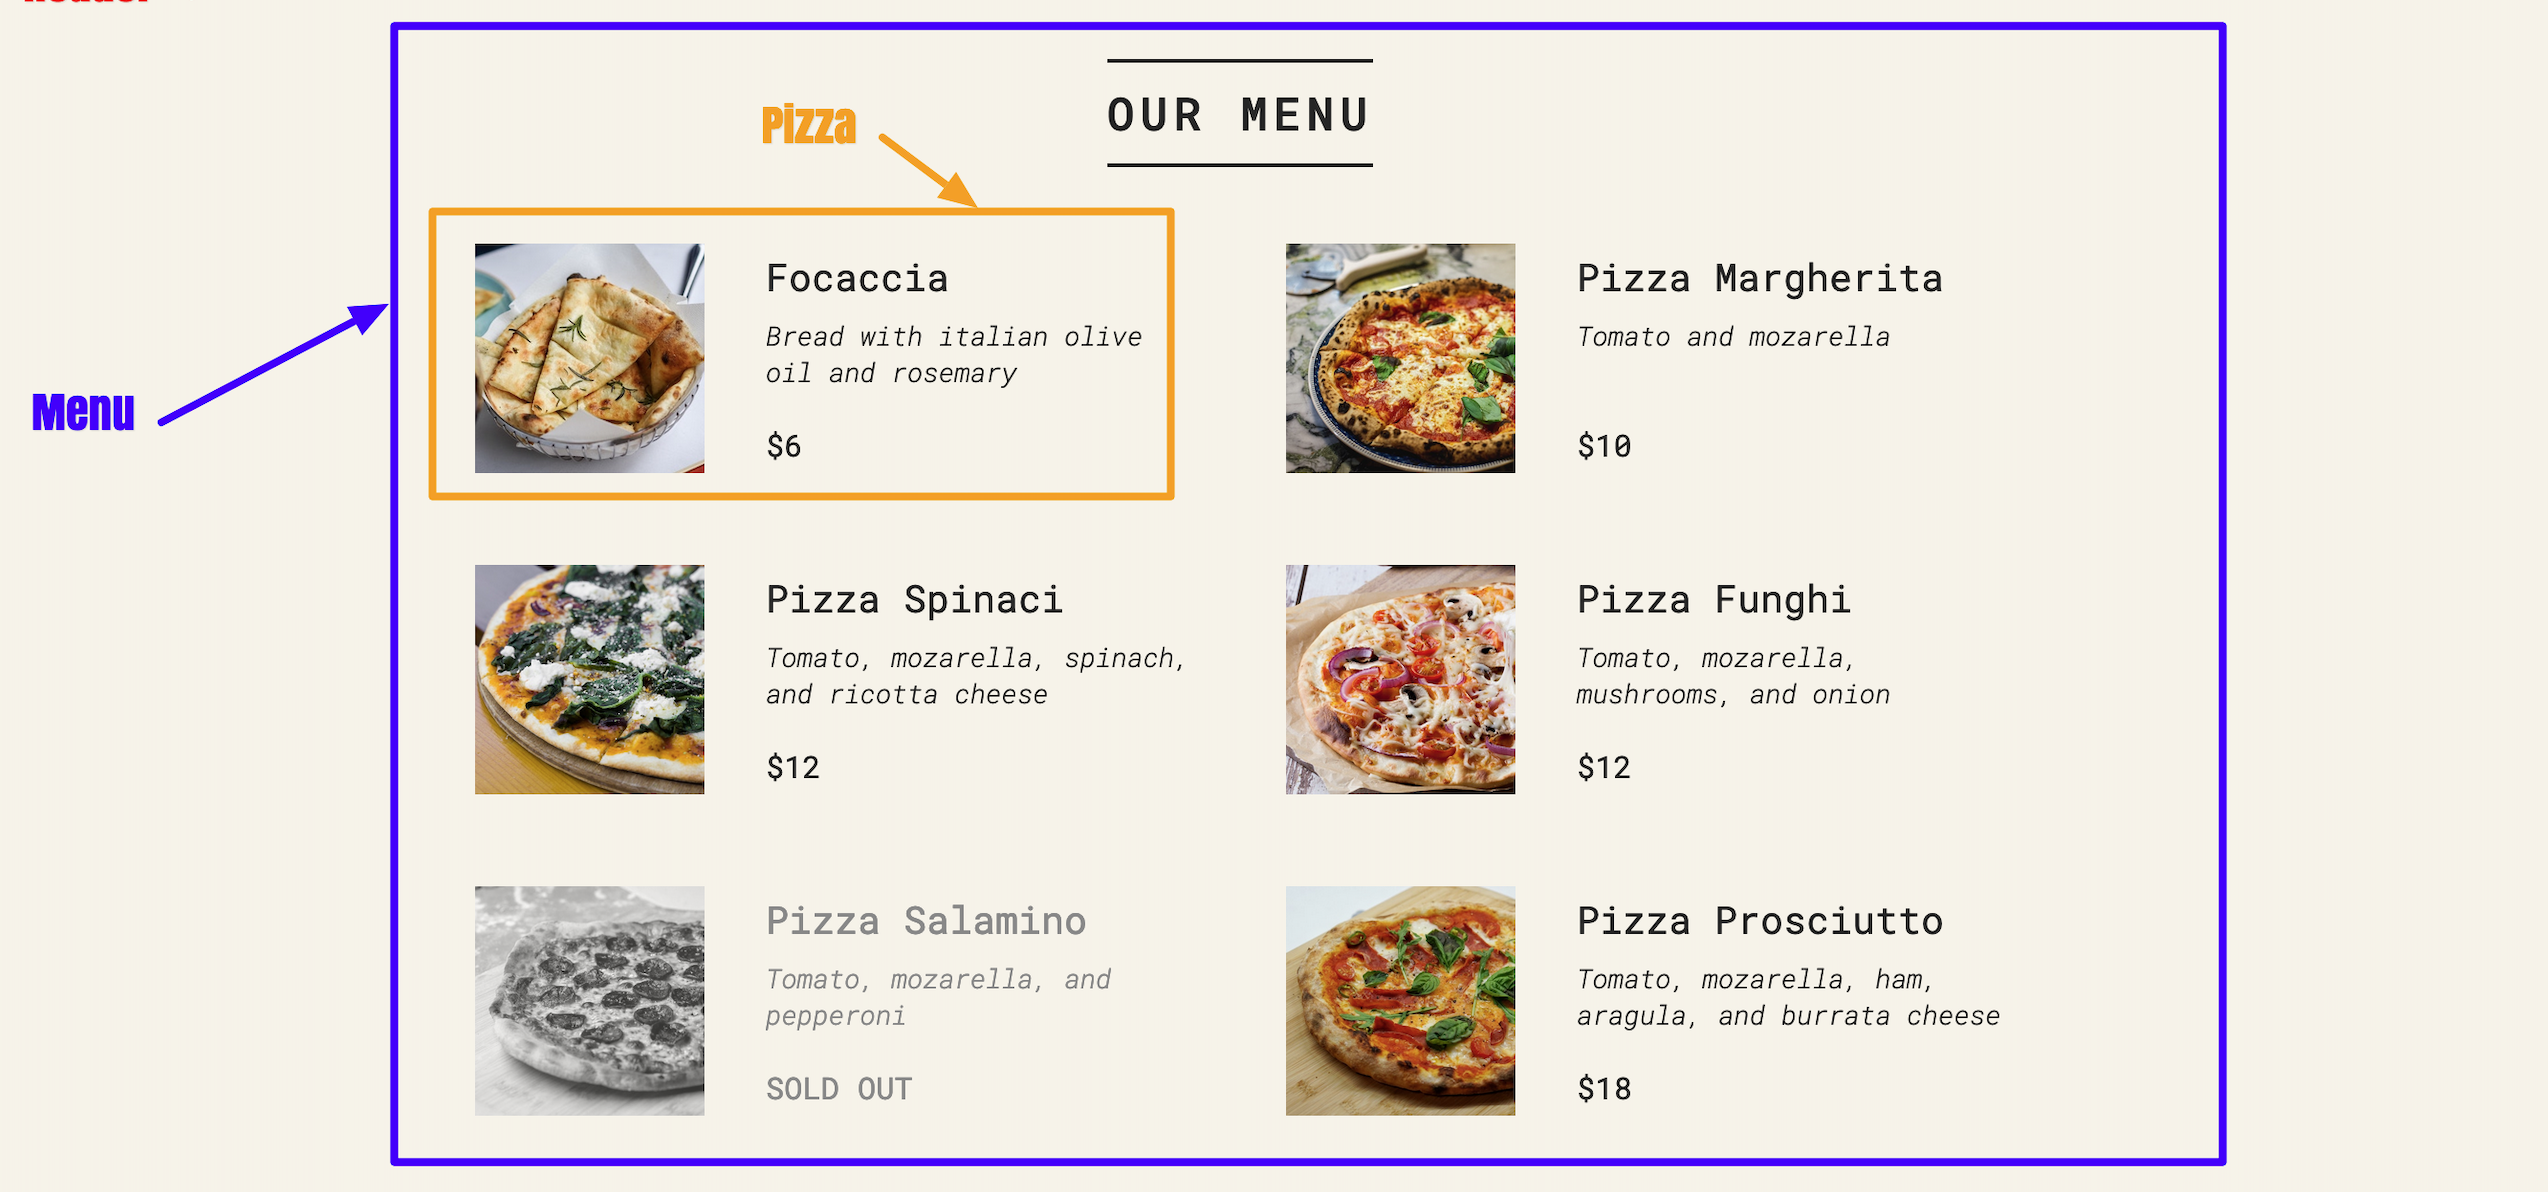 OUR MENU
Pizza
Menu
Focaccia
Bread with italian olive
oil and rosemary
$6
Pizza Margherita
Tomato and mozarella
$10
Pizza Spinaci
Tomato, mozarella, spinach,
and ricotta cheese
$12
Pizza Funghi
Tomato, mozarella,
mushrooms, and onion
$12
Pizza Salamino
Tomato, mozarella, and
pepperoni
SOLD OUT
Pizza Prosciutto
Tomato, mozarella, ham,
aragula, and burrata cheese
$18